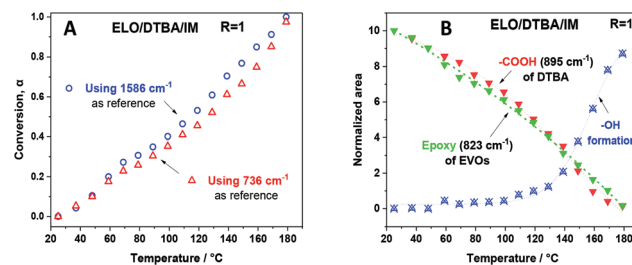 ELO/DTBA/IM R=1
A
Using 1586 cm⁻¹
as reference
Using 736 cm⁻¹
as reference
Conversion, α
1.0
0.8
0.6
0.4
0.2
0.0
20 40 60 80 100 120 140 160 180
Temperature / °C
ELO/DTBA/IM R=1
B
-COOH (895 cm⁻¹)
of DTBA
-OH
formation
Epoxy (823 cm⁻¹)
of EVOs
Normalized area
10
8
6
4
2
0
20 40 60 80 100 120 140 160 180
Temperature / °C